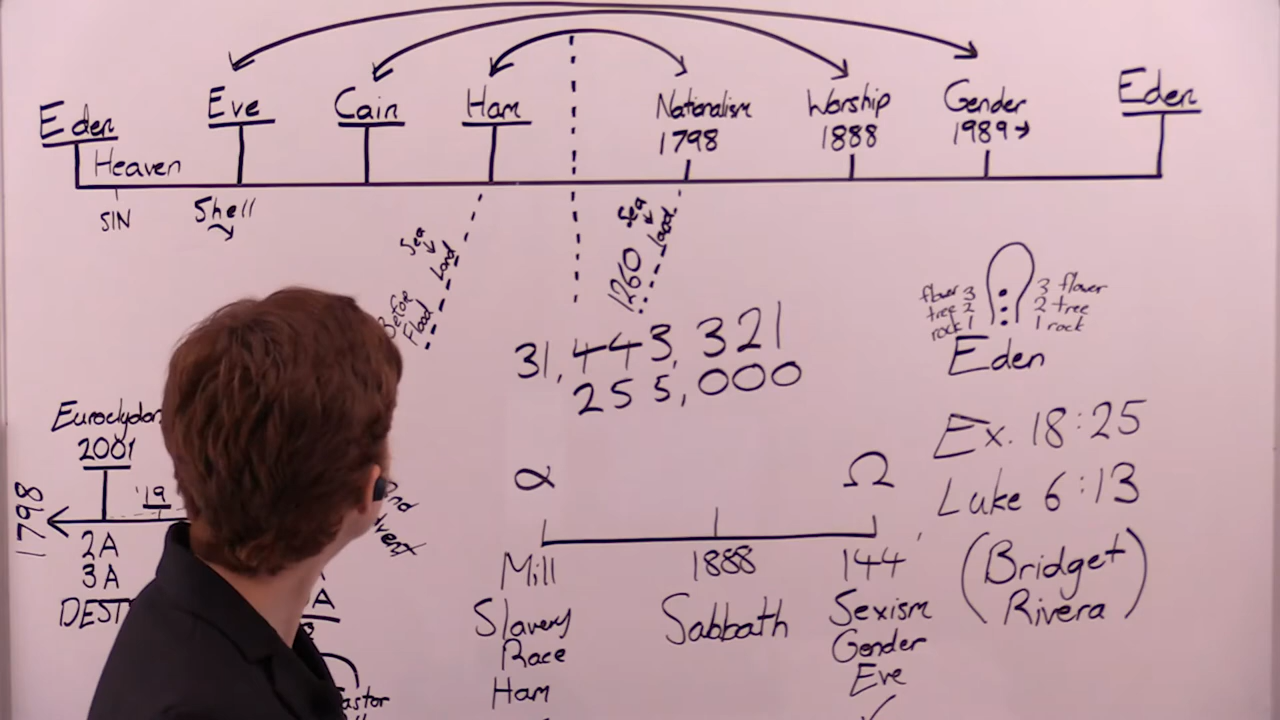 Eden
Heaven
SIN
Eve
Shell
Cain
Ham
Nationalism
1798
Worship
1888
Gender
1989→
Eden
Before
Flood
Sea
Land
1260
Sea
Land
31,443,321
255,000
flower 3
tree 2
rock 1
3 flower
2 tree
1 rock
Eden
Ex. 18:25
Luke 6:13
(Bridget
Rivera)
Euroclydon
2001
'19
1798
2A
3A
DEST
α
Ω
Mill
Slavery
Race
Ham
1888
Sabbath
144
Sexism
Gender
Eve